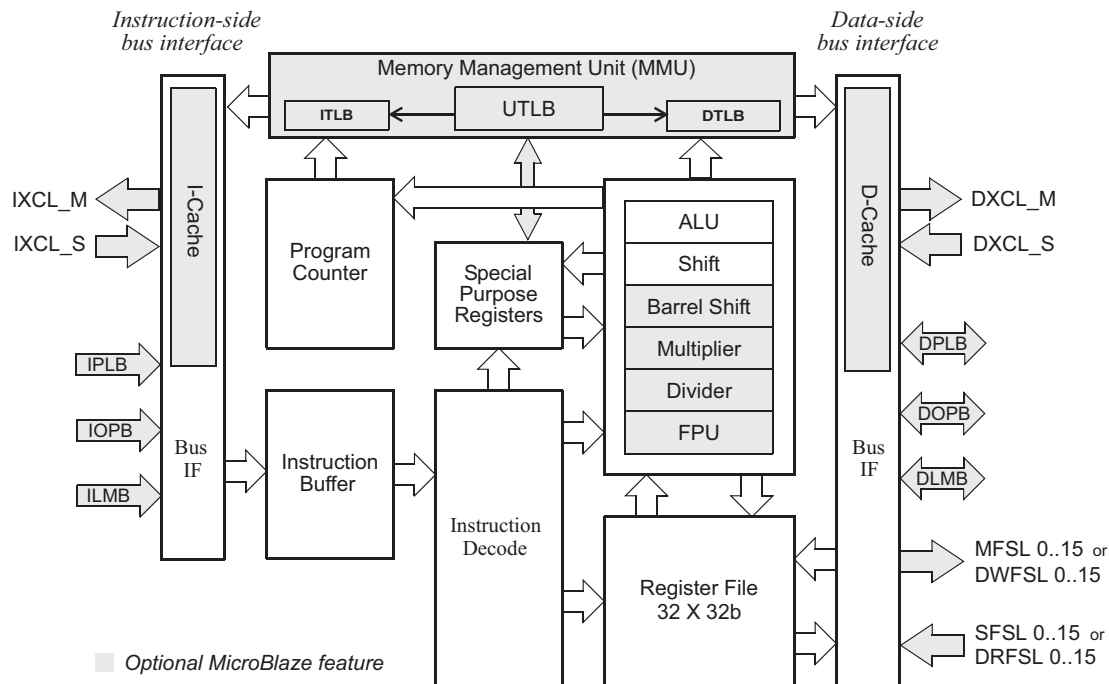 Instruction-side
bus interface
Data-side
bus interface
Memory Management Unit (MMU)
ITLB
UTLB
DTLB
I-Cache
D-Cache
IXCL_M
IXCL_S
DXCL_M
DXCL_S
Program
Counter
Special
Purpose
Registers
ALU
Shift
Barrel Shift
Multiplier
Divider
FPU
IPLB
IOPB
ILMB
Bus
IF
Instruction
Buffer
Instruction
Decode
Register File
32 X 32b
Bus
IF
DPLB
DOPB
DLMB
MFSL 0..15 or
DWFSL 0..15
SFSL 0..15 or
DRFSL 0..15
Optional MicroBlaze feature